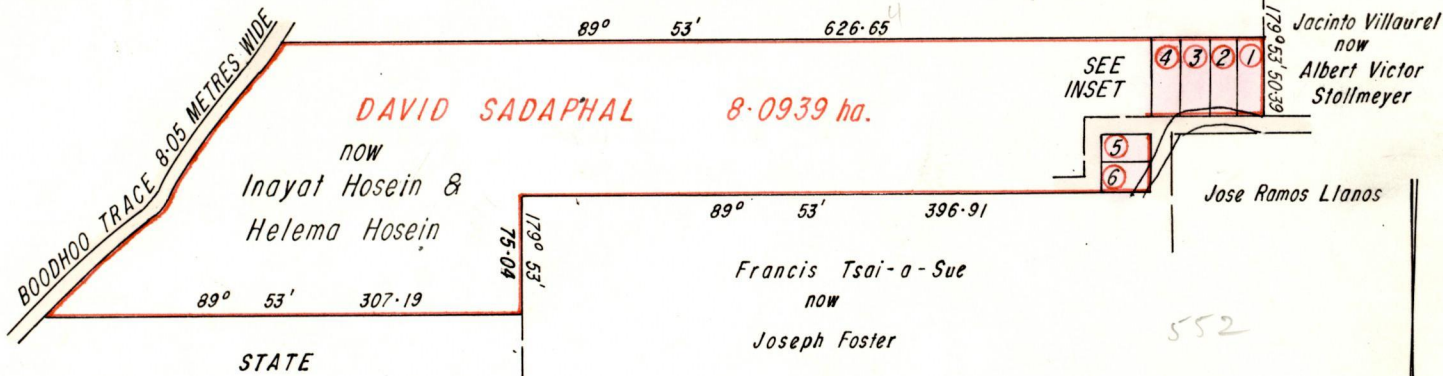 89° 53' 626·65
BOODHOO TRACE 8·05 METRES WIDE
179° 53' 50·39
Jacinto Villaurel
now
Albert Victor
Stollmeyer
SEE
INSET
4 3 2 1
DAVID SADAPHAL 8·0939 ha.
now
Inayat Hosein &
Helema Hosein
5
6
Jose Ramos Llanos
89° 53' 396·91
179° 53'
75·04
Francis Tsai-a-Sue
now
Joseph Foster
89° 53' 307·19
552
STATE